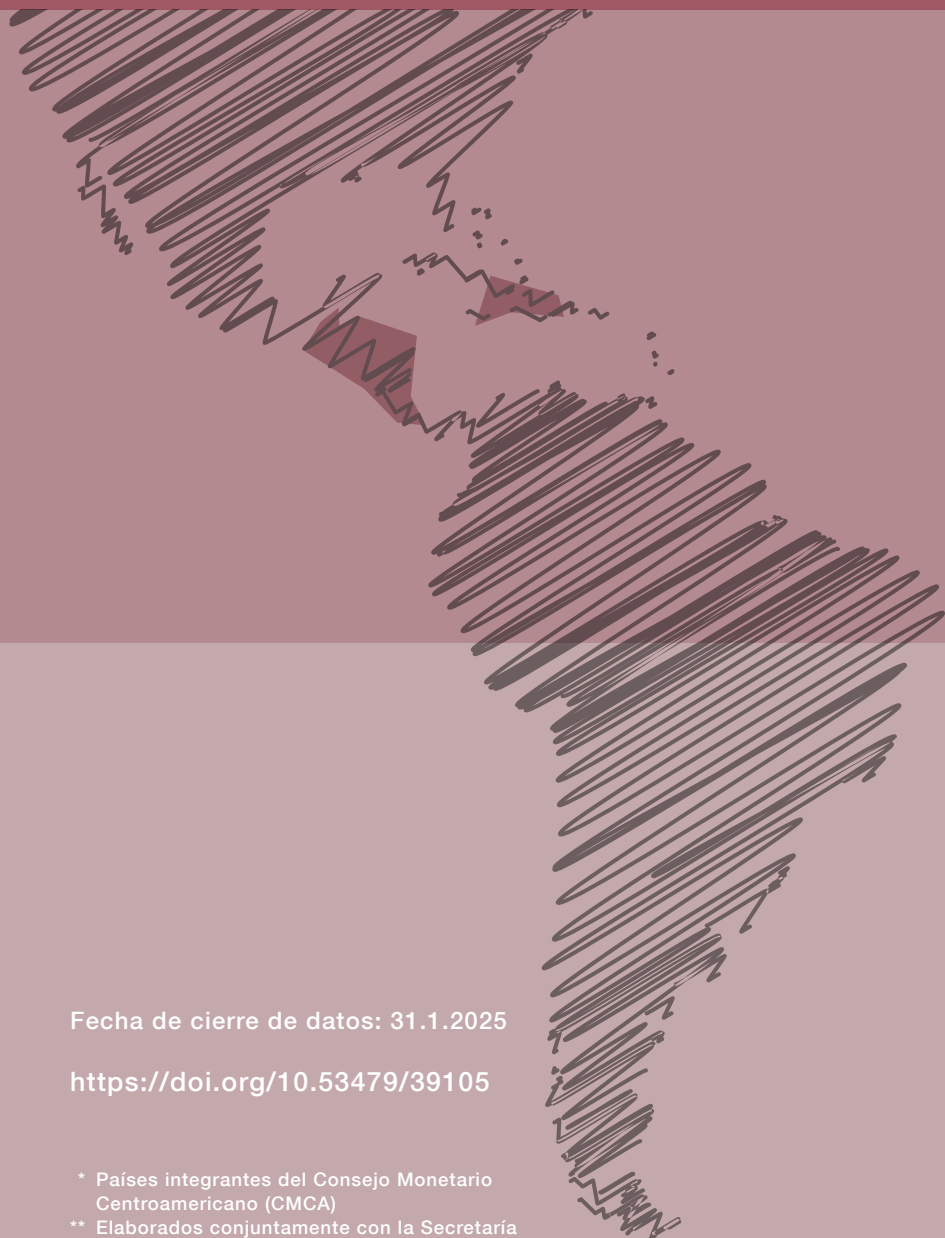 Fecha de cierre de datos: 31.1.2025
https://doi.org/10.53479/39105
* Países integrantes del Consejo Monetario
Centroamericano (CMCA)
** Elaborados conjuntamente con la Secretaría